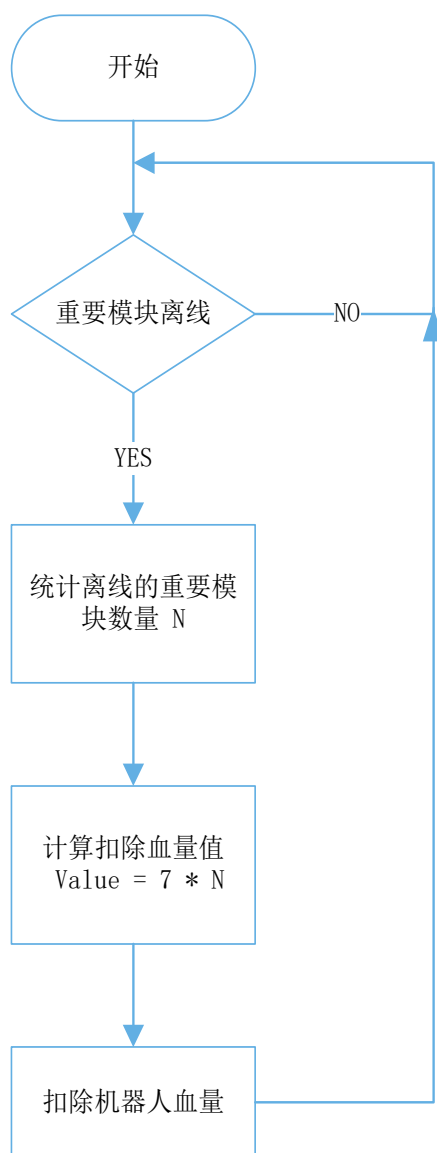 开始
重要模块离线
NO
YES
统计离线的重要模
块数量 N
计算扣除血量值
Value = 7 * N
扣除机器人血量